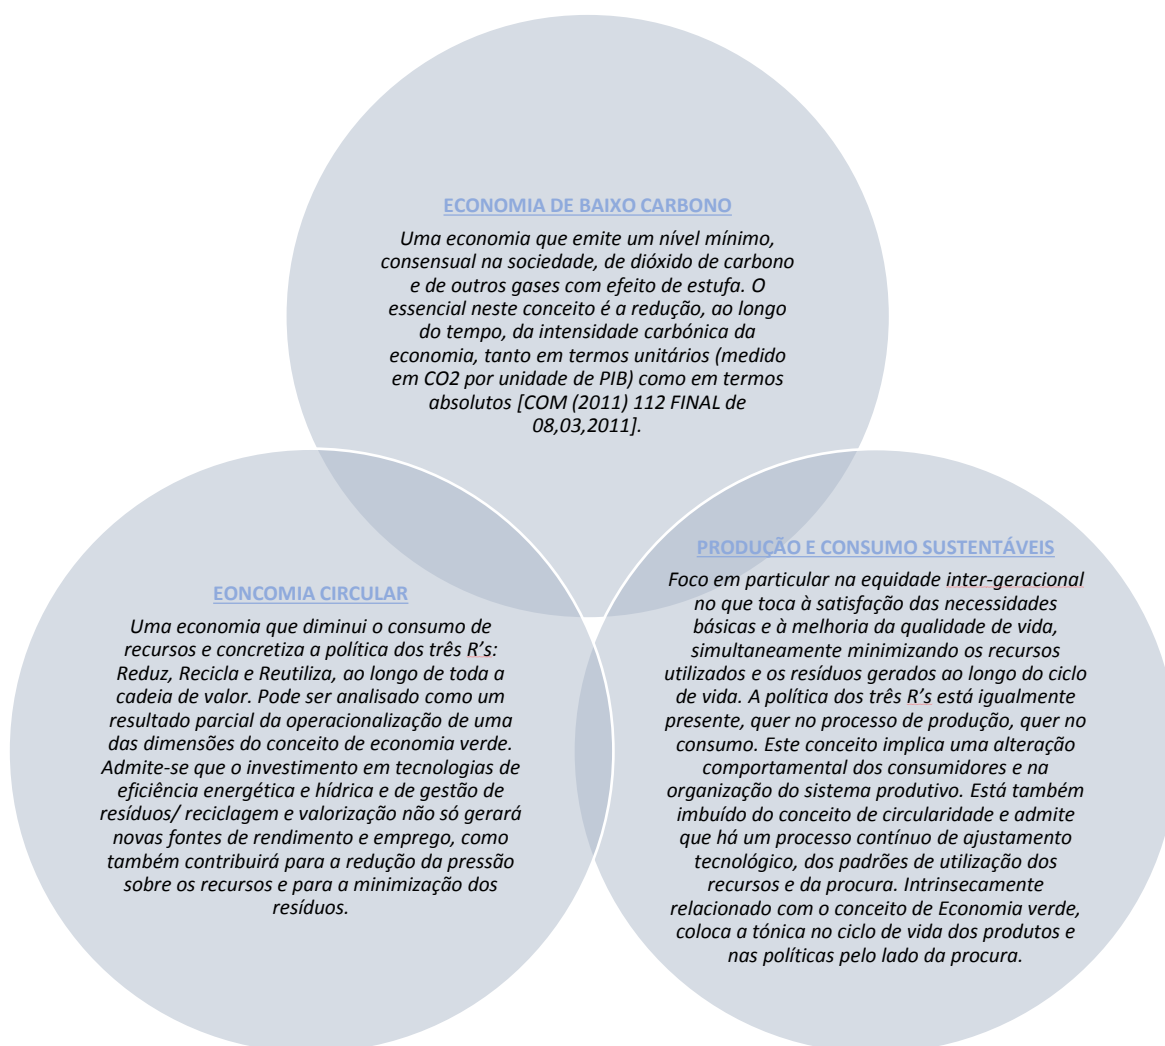 ECONOMIA DE BAIXO CARBONO
Uma economia que emite um nível mínimo,
consensual na sociedade, de dióxido de carbono
e de outros gases com efeito de estufa. O
essencial neste conceito é a redução, ao longo
do tempo, da intensidade carbónica da
economia, tanto em termos unitários (medido
em CO2 por unidade de PIB) como em termos
absolutos [COM (2011) 112 FINAL de
08,03,2011].
EONCOMIA CIRCULAR
Uma economia que diminui o consumo de
recursos e concretiza a política dos três R's:
Reduz, Recicla e Reutiliza, ao longo de toda a
cadeia de valor. Pode ser analisado como um
resultado parcial da operacionalização de uma
das dimensões do conceito de economia verde.
Admite-se que o investimento em tecnologias de
eficiência energética e hídrica e de gestão de
resíduos/ reciclagem e valorização não só gerará
novas fontes de rendimento e emprego, como
também contribuirá para a redução da pressão
sobre os recursos e para a minimização dos
resíduos.
PRODUÇÃO E CONSUMO SUSTENTÁVEIS
Foco em particular na equidade inter-geracional
no que toca à satisfação das necessidades
básicas e à melhoria da qualidade de vida,
simultaneamente minimizando os recursos
utilizados e os resíduos gerados ao longo do ciclo
de vida. A política dos três R's está igualmente
presente, quer no processo de produção, quer no
consumo. Este conceito implica uma alteração
comportamental dos consumidores e na
organização do sistema produtivo. Está também
imbuído do conceito de circularidade e admite
que há um processo contínuo de ajustamento
tecnológico, dos padrões de utilização dos
recursos e da procura. Intrinsecamente
relacionado com o conceito de Economia verde,
coloca a tónica no ciclo de vida dos produtos e
nas políticas pelo lado da procura.